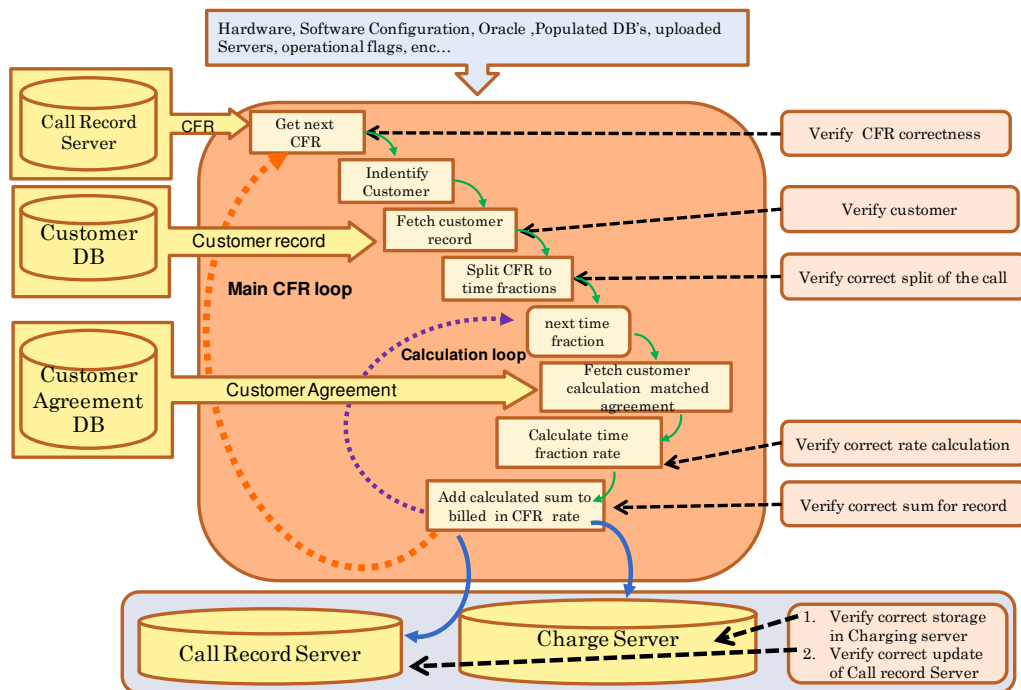 Hardware, Software Configuration, Oracle ,Populated DB's, uploaded
Servers, operational flags, enc...
Call Record
Server
CFR
Get next
CFR
Verify CFR correctness
Indentify
Customer
Customer
DB
Customer record
Fetch customer
record
Verify customer
Split CFR to
time fractions
Verify correct split of the call
Main CFR loop
next time
fraction
Calculation loop
Customer
Agreement
DB
Customer Agreement
Fetch customer
calculation matched
agreement
Calculate time
fraction rate
Verify correct rate calculation
Add calculated sum to
billed in CFR rate
Verify correct sum for record
Call Record Server
Charge Server
1. Verify correct storage
in Charging server
2. Verify correct update
of Call record Server